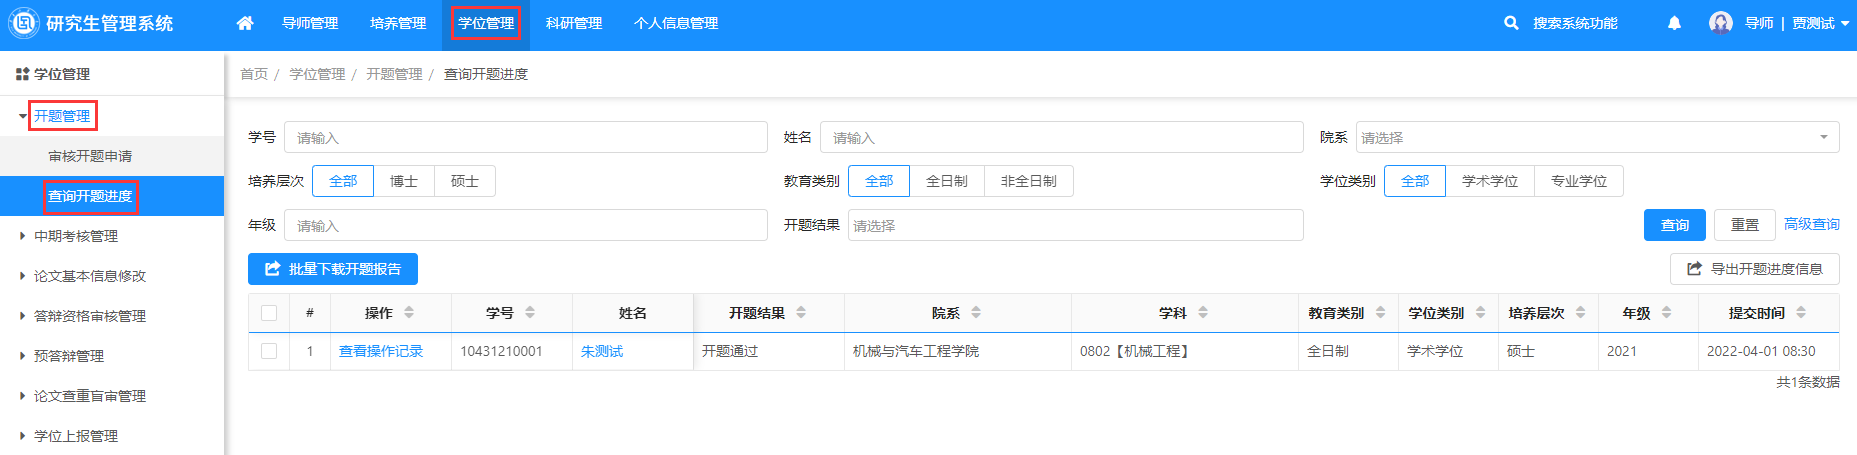 研究生管理系统 导师管理 培养管理 学位管理 科研管理 个人信息管理 搜索系统功能 导师 | 贾测试
学位管理
首页 / 学位管理 / 开题管理 / 查询开题进度
开题管理
审核开题申请
查询开题进度
中期考核管理
论文基本信息修改
答辩资格审核管理
预答辩管理
论文查重盲审管理
学位上报管理
学号 请输入 姓名 请输入 院系 请选择
培养层次 全部 博士 硕士 教育类别 全部 全日制 非全日制 学位类别 全部 学术学位 专业学位
年级 请输入 开题结果 请选择 查询 重置 高级查询
批量下载开题报告 导出开题进度信息
# 操作 学号 姓名 开题结果 院系 学科 教育类别 学位类别 培养层次 年级 提交时间
1 查看操作记录 10431210001 朱测试 开题通过 机械与汽车工程学院 0802【机械工程】 全日制 学术学位 硕士 2021 2022-04-01 08:30
共1条数据